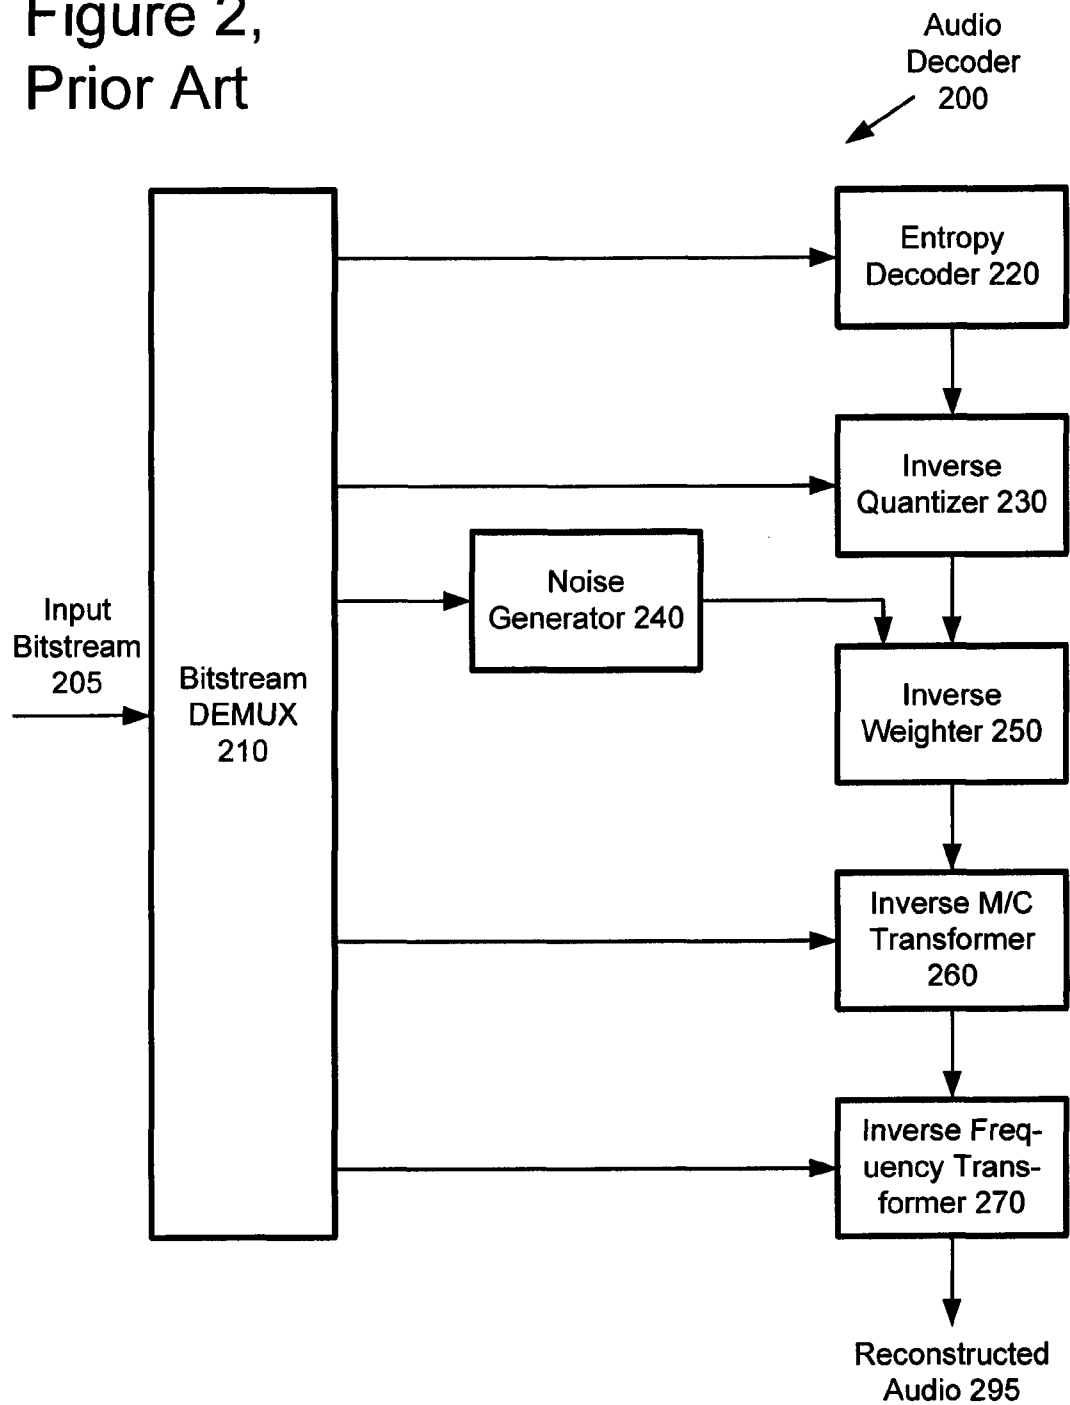 Figure 2,
Prior Art
Audio
Decoder
200
Entropy
Decoder 220
Inverse
Quantizer 230
Noise
Generator 240
Input
Bitstream
205
Bitstream
DEMUX
210
Inverse
Weighter 250
Inverse M/C
Transformer
260
Inverse Freq-
uency Trans-
former 270
Reconstructed
Audio 295